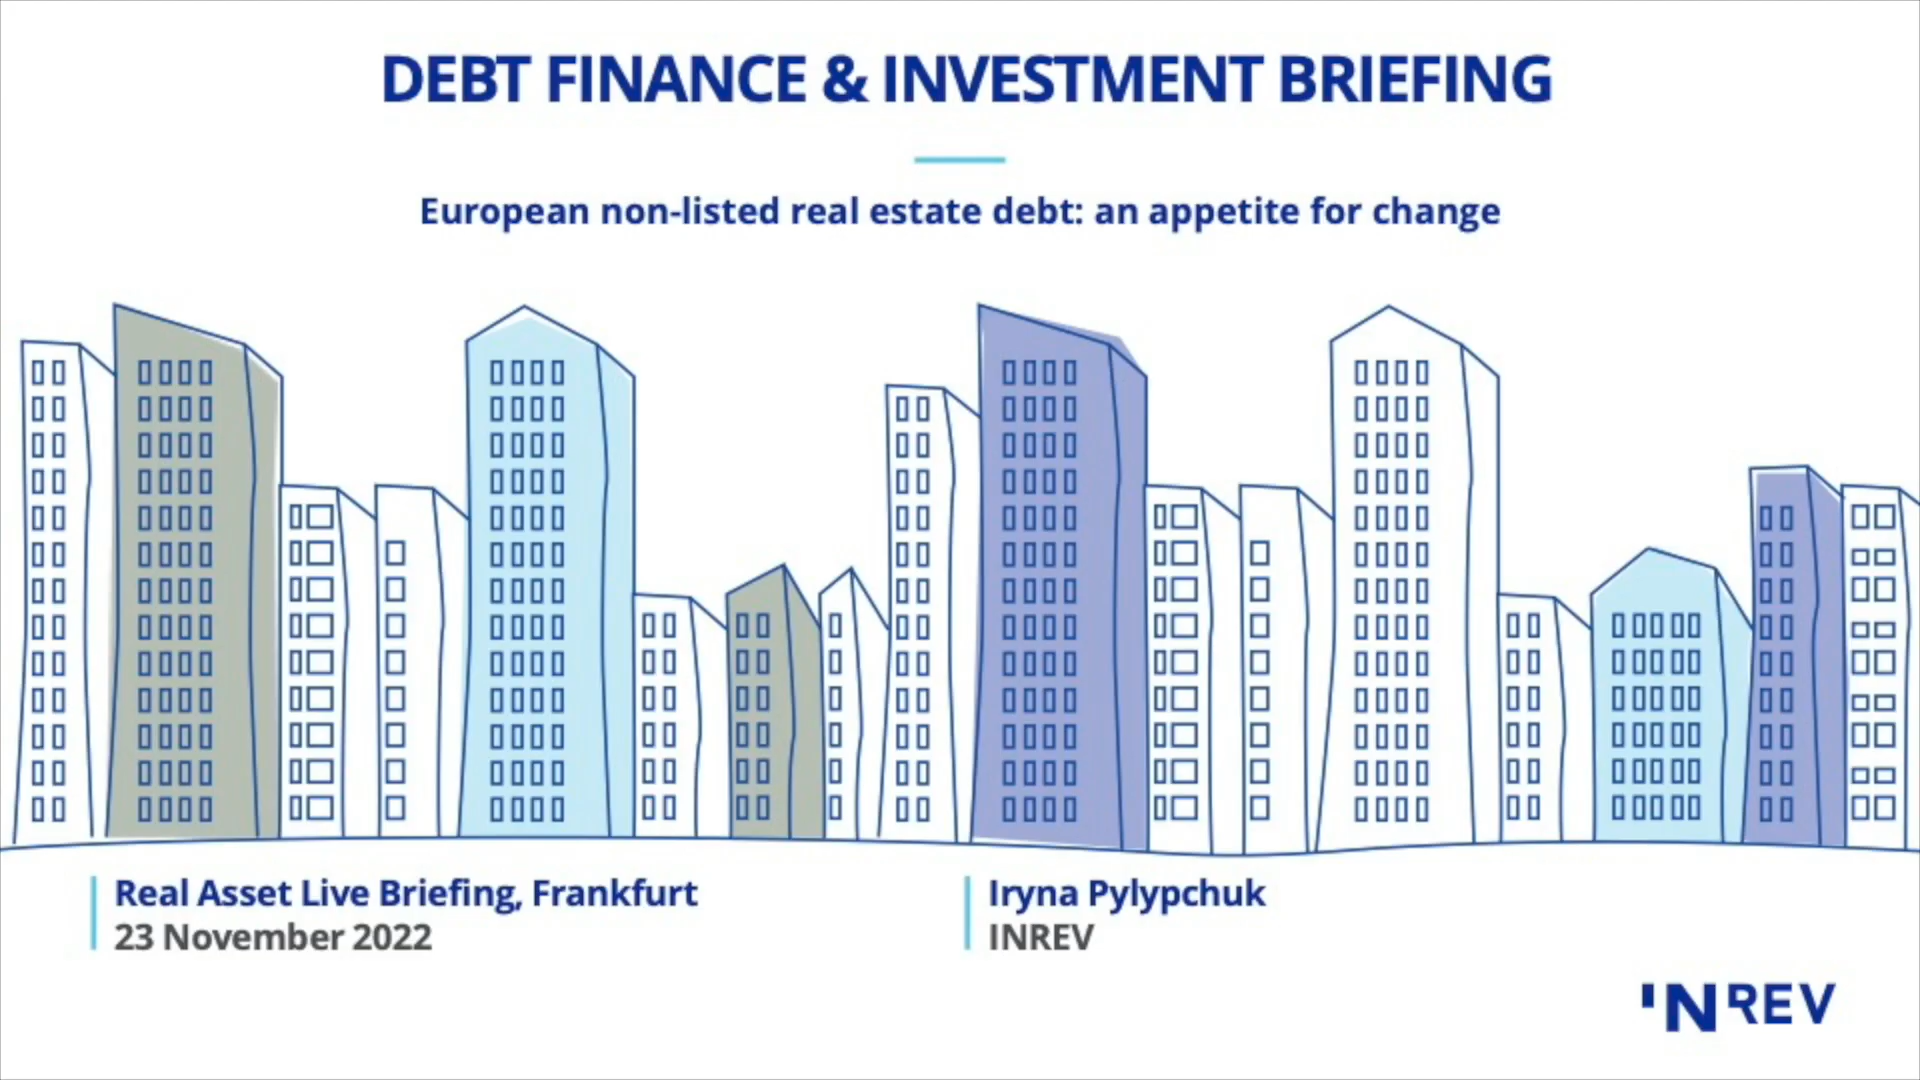 DEBT FINANCE & INVESTMENT BRIEFING
European non-listed real estate debt: an appetite for change
Real Asset Live Briefing, Frankfurt
23 November 2022
Iryna Pylypchuk
INREV
INREV